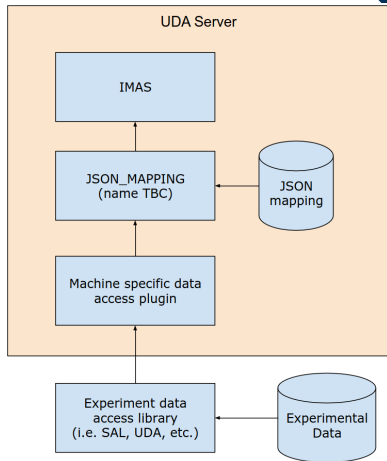 UDA Server
IMAS
JSON_MAPPING
(name TBC)
JSON
mapping
Machine specific data
access plugin
Experiment data
access library
(i.e. SAL, UDA, etc.)
Experimental
Data